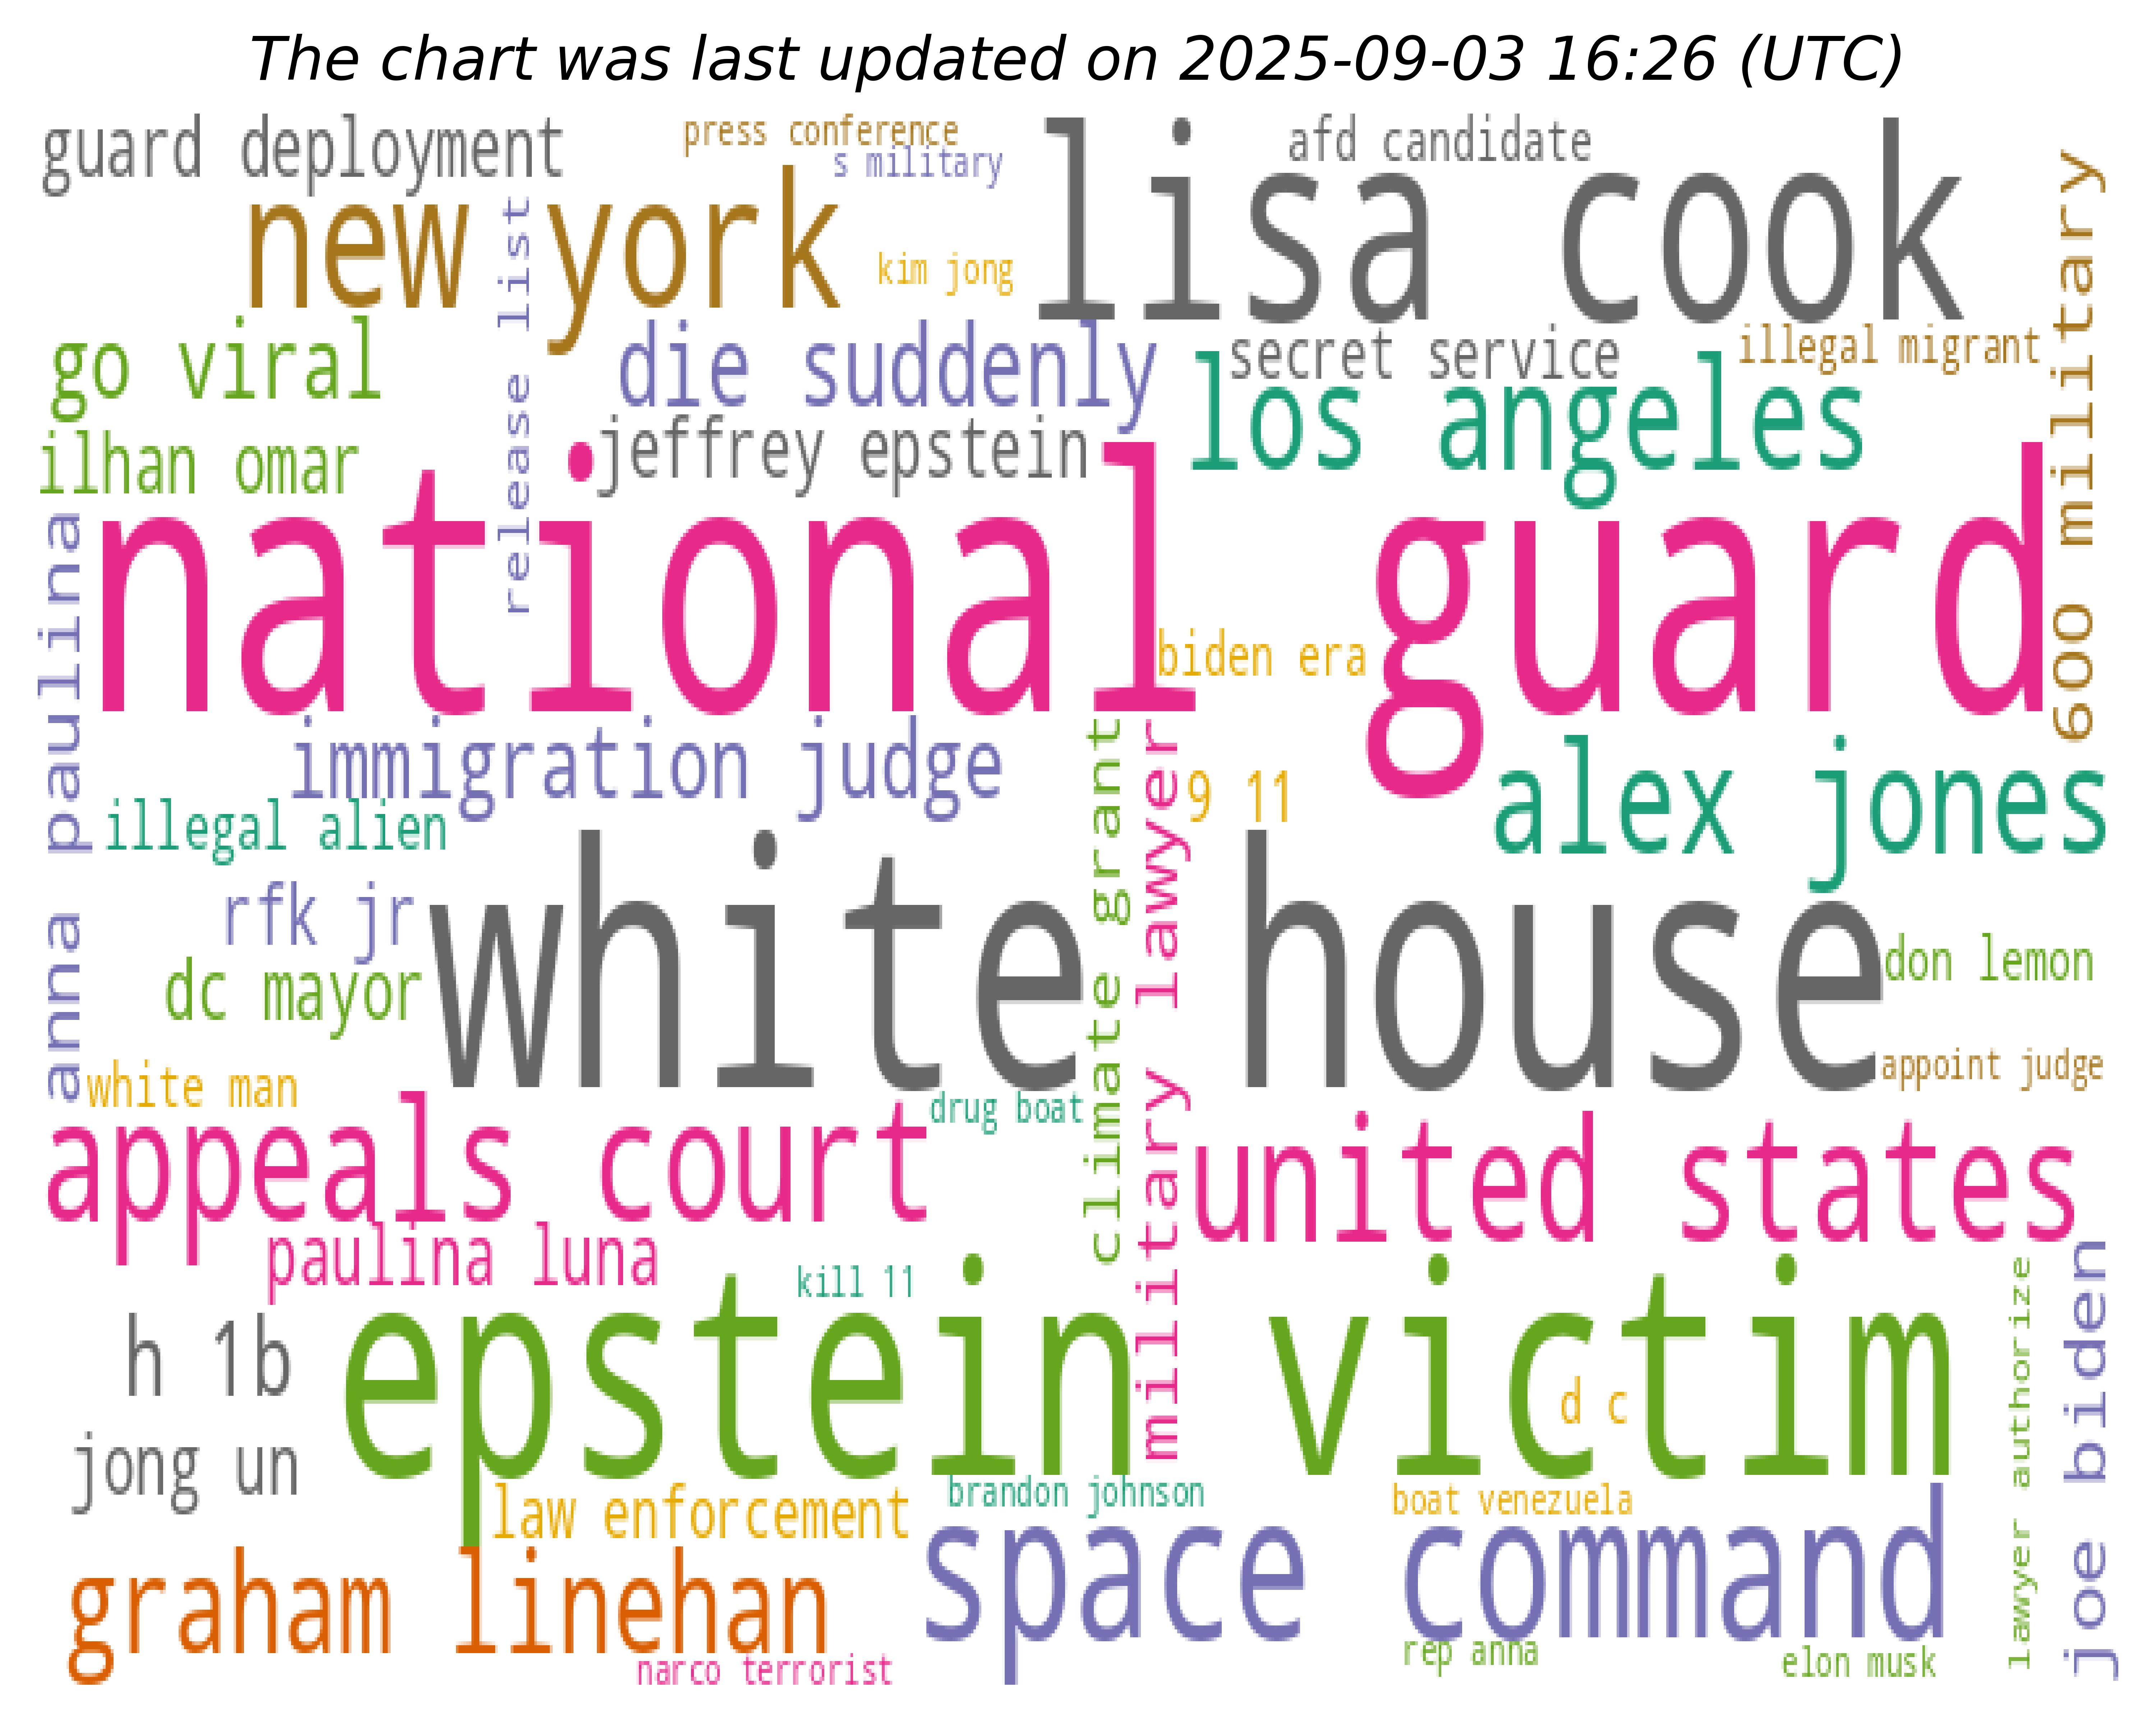 The chart was last updated on 2025-09-03 16:26 (UTC)
guard deployment
press conference
s military
afd candidate
lisa cook
new york
release list
kim jong
600 military
go viral
die suddenly
secret service
illegal migrant
los angeles
ilhan omar
jeffrey epstein
national guard
anna paulina
biden era
immigration judge
climate grant
military lawyer
9 11
alex jones
illegal alien
white house
rfk jr
dc mayor
don lemon
white man
appoint judge
drug boat
appeals court
united states
paulina luna
kill 11
epstein victim
h 1b
d c
lawyer authorize
joe biden
jong un
law enforcement
brandon johnson
boat venezuela
space command
graham linehan
narco terrorist
rep anna
elon musk